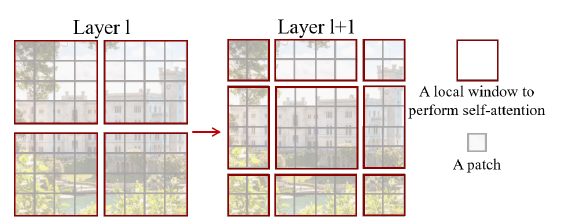 Layer l
Layer l+1
A local window to
perform self-attention
A patch